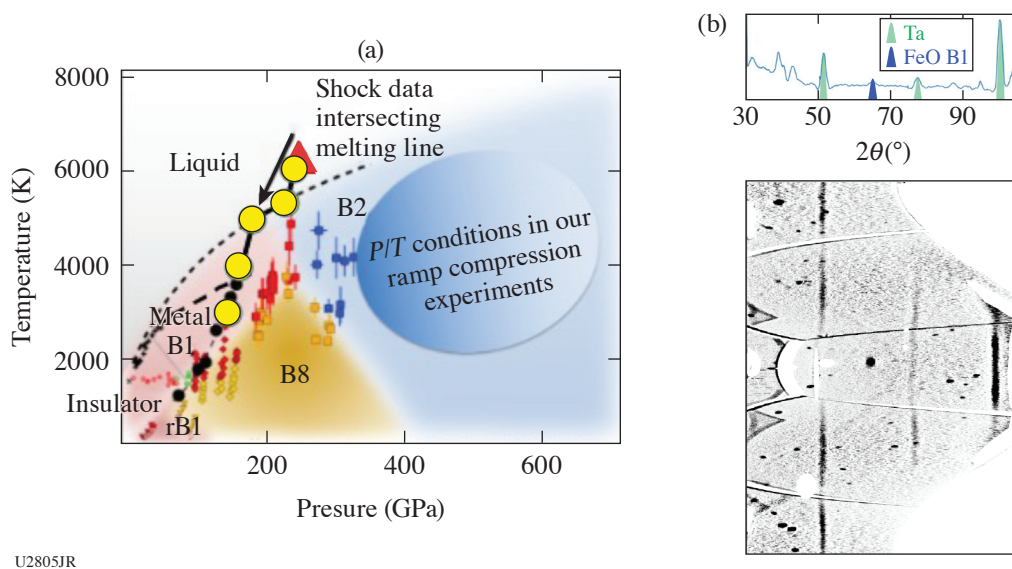 (a)
8000
6000
4000
2000
Temperature (K)
Shock data
intersecting
melting line
Liquid
B2
P/T conditions in our
ramp compression
experiments
Metal
B1
B8
Insulator
rB1
200
400
600
Presure (GPa)
U2805JR
(b)
Ta
FeO B1
30
50
70
90
2θ(°)